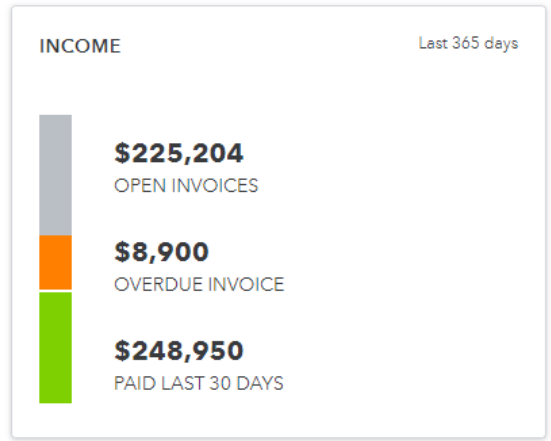 INCOME
Last 365 days
$225,204
OPEN INVOICES
$8,900
OVERDUE INVOICE
$248,950
PAID LAST 30 DAYS